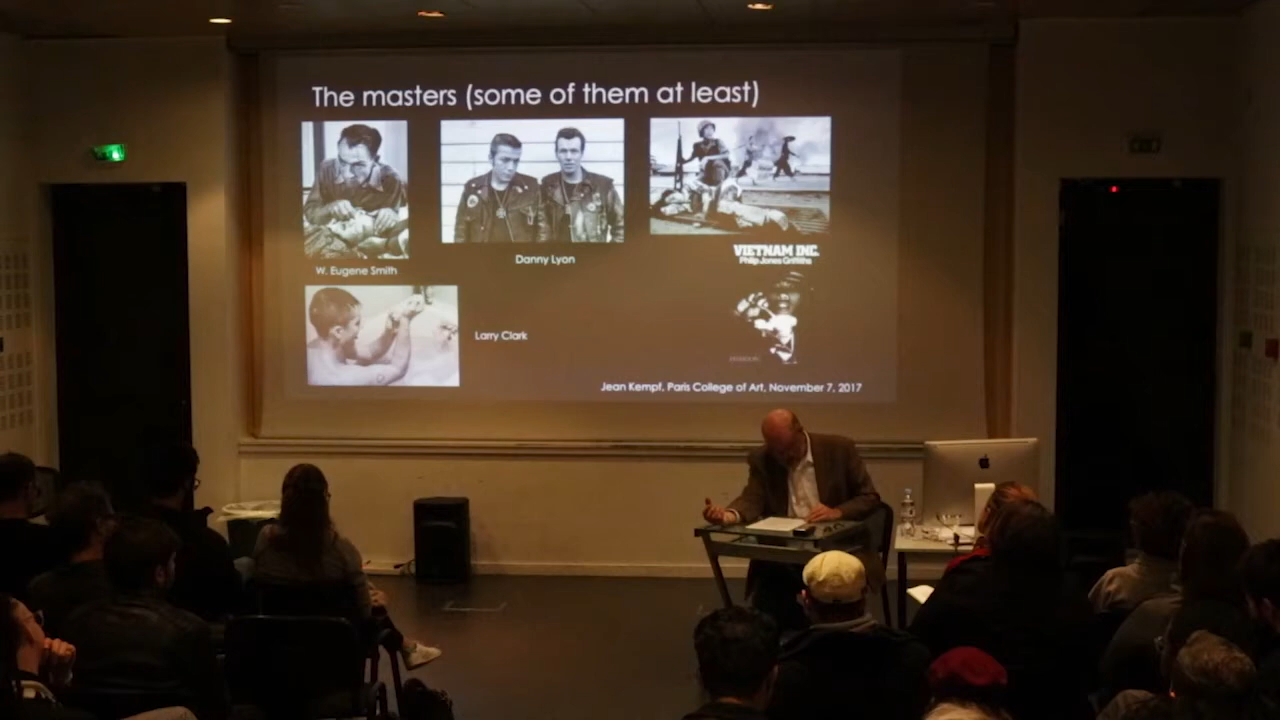 The masters (some of them at least)
W. Eugene Smith
Danny Lyon
VIETNAM INC.
Philip Jones Griffiths
Larry Clark
Jean Kempf, Paris College of Art, November 7, 2017